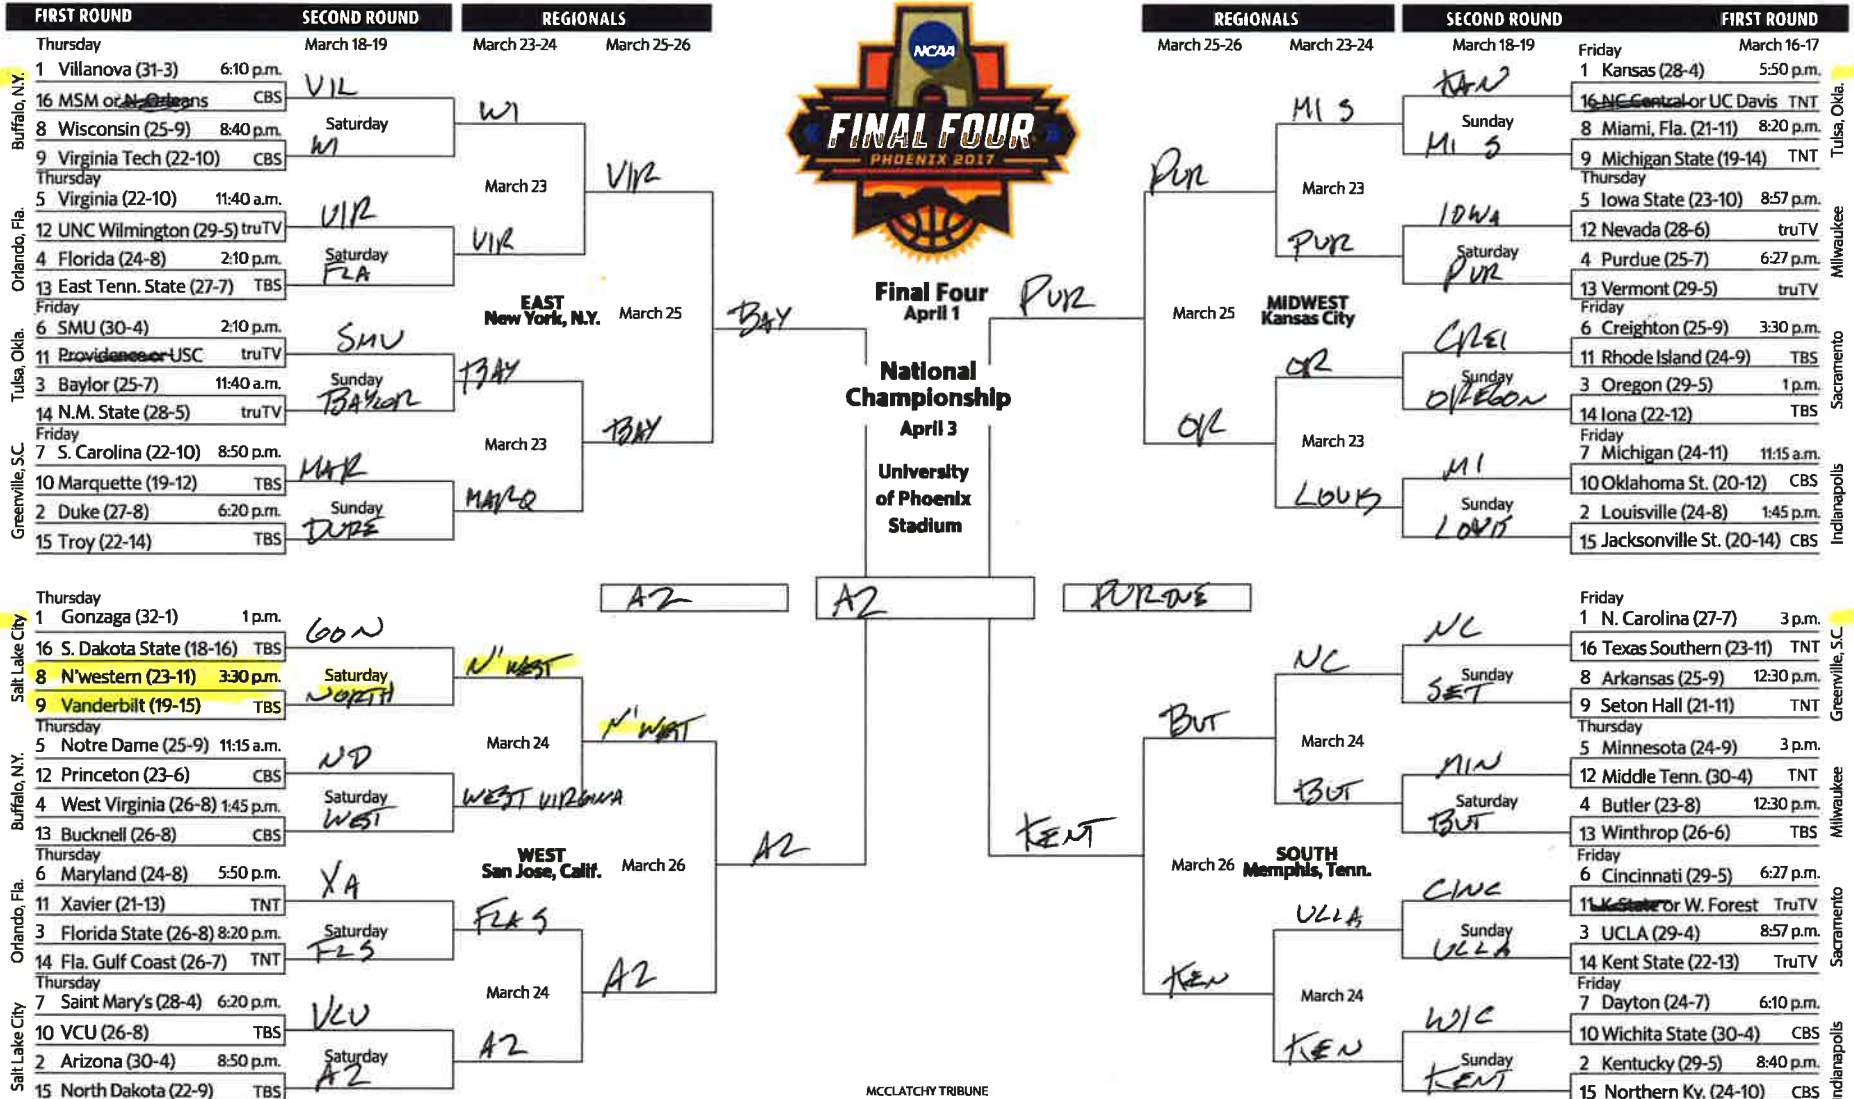 FIRST ROUND SECOND ROUND REGIONALS
Thursday March 18-19 March 23-24 March 25-26
Buffalo, N.Y.
1 Villanova (31-3) 6:10 p.m.
16 MSM or N. Orleans CBS
VIL
8 Wisconsin (25-9) 8:40 p.m.
9 Virginia Tech (22-10) CBS
Saturday
WI
WI
Orlando, Fla.
Thursday
5 Virginia (22-10) 11:40 a.m.
12 UNC Wilmington (29-5) truTV
VIR
4 Florida (24-8) 2:10 p.m.
13 East Tenn. State (27-7) TBS
Saturday
FLA
VIR
March 23
VIR
Tulsa, Okla.
Friday
6 SMU (30-4) 2:10 p.m.
11 Providence or USC truTV
SMU
3 Baylor (25-7) 11:40 a.m.
14 N.M. State (28-5) truTV
Sunday
BAYLOR
BAY
EAST
New York, N.Y.
March 25
BAY
Greenville, S.C.
Friday
7 S. Carolina (22-10) 8:50 p.m.
10 Marquette (19-12) TBS
MAR
2 Duke (27-8) 6:20 p.m.
15 Troy (22-14) TBS
Sunday
DUKE
MARQ
March 23
BAY
Salt Lake City
Thursday
1 Gonzaga (32-1) 1 p.m.
16 S. Dakota State (18-16) TBS
GON
8 N'western (23-11) 3:30 p.m.
9 Vanderbilt (19-15) TBS
Saturday
NORTH
N'WEST
Buffalo, N.Y.
Thursday
5 Notre Dame (25-9) 11:15 a.m.
12 Princeton (23-6) CBS
ND
4 West Virginia (26-8) 1:45 p.m.
13 Bucknell (26-8) CBS
Saturday
WEST
WEST VIRGINIA
March 24
N'WEST
Orlando, Fla.
Thursday
6 Maryland (24-8) 5:50 p.m.
11 Xavier (21-13) TNT
XA
3 Florida State (26-8) 8:20 p.m.
14 Fla. Gulf Coast (26-7) TNT
Saturday
FLS
FLA S
WEST
San Jose, Calif.
March 26
AZ
Salt Lake City
Thursday
7 Saint Mary's (28-4) 6:20 p.m.
10 VCU (26-8) TBS
VCU
2 Arizona (30-4) 8:50 p.m.
15 North Dakota (22-9) TBS
Saturday
AZ
AZ
March 24
AZ
NCAA
FINAL FOUR
PHOENIX 2017
Final Four
April 1
National
Championship
April 3
University
of Phoenix
Stadium
AZ
AZ
PURDUE
MCCLATCHY TRIBUNE
REGIONALS SECOND ROUND FIRST ROUND
March 25-26 March 23-24 March 18-19 March 16-17
Tulsa, Okla.
Friday
1 Kansas (28-4) 5:50 p.m.
16 NC Central or UC Davis TNT
KAN
8 Miami, Fla. (21-11) 8:20 p.m.
9 Michigan State (19-14) TNT
Sunday
MI S
MI S
Milwaukee
Thursday
5 Iowa State (23-10) 8:57 p.m.
12 Nevada (28-6) truTV
IOWA
4 Purdue (25-7) 6:27 p.m.
13 Vermont (29-5) truTV
Saturday
PUR
PUR
March 23
PUR
Sacramento
Friday
6 Creighton (25-9) 3:30 p.m.
11 Rhode Island (24-9) TBS
CREI
3 Oregon (29-5) 1 p.m.
14 Iona (22-12) TBS
Sunday
OREGON
OR
MIDWEST
Kansas City
March 25
PUR
Indianapolis
Friday
7 Michigan (24-11) 11:15 a.m.
10 Oklahoma St. (20-12) CBS
MI
2 Louisville (24-8) 1:45 p.m.
15 Jacksonville St. (20-14) CBS
Sunday
LOUIS
LOUIS
March 23
OR
Greenville, S.C.
Friday
1 N. Carolina (27-7) 3 p.m.
16 Texas Southern (23-11) TNT
NC
8 Arkansas (25-9) 12:30 p.m.
9 Seton Hall (21-11) TNT
Sunday
SET
NC
Milwaukee
Thursday
5 Minnesota (24-9) 3 p.m.
12 Middle Tenn. (30-4) TNT
MIN
4 Butler (23-8) 12:30 p.m.
13 Winthrop (26-6) TBS
Saturday
BUT
BUT
March 24
BUT
Sacramento
Friday
6 Cincinnati (29-5) 6:27 p.m.
11 K-State or W. Forest TruTV
CINC
3 UCLA (29-4) 8:57 p.m.
14 Kent State (22-13) TruTV
Sunday
UCLA
UCLA
SOUTH
Memphis, Tenn.
March 26
KENT
Indianapolis
Friday
7 Dayton (24-7) 6:10 p.m.
10 Wichita State (30-4) CBS
WIC
2 Kentucky (29-5) 8:40 p.m.
15 Northern Ky. (24-10) CBS
Sunday
KENT
KEN
March 24
KEN